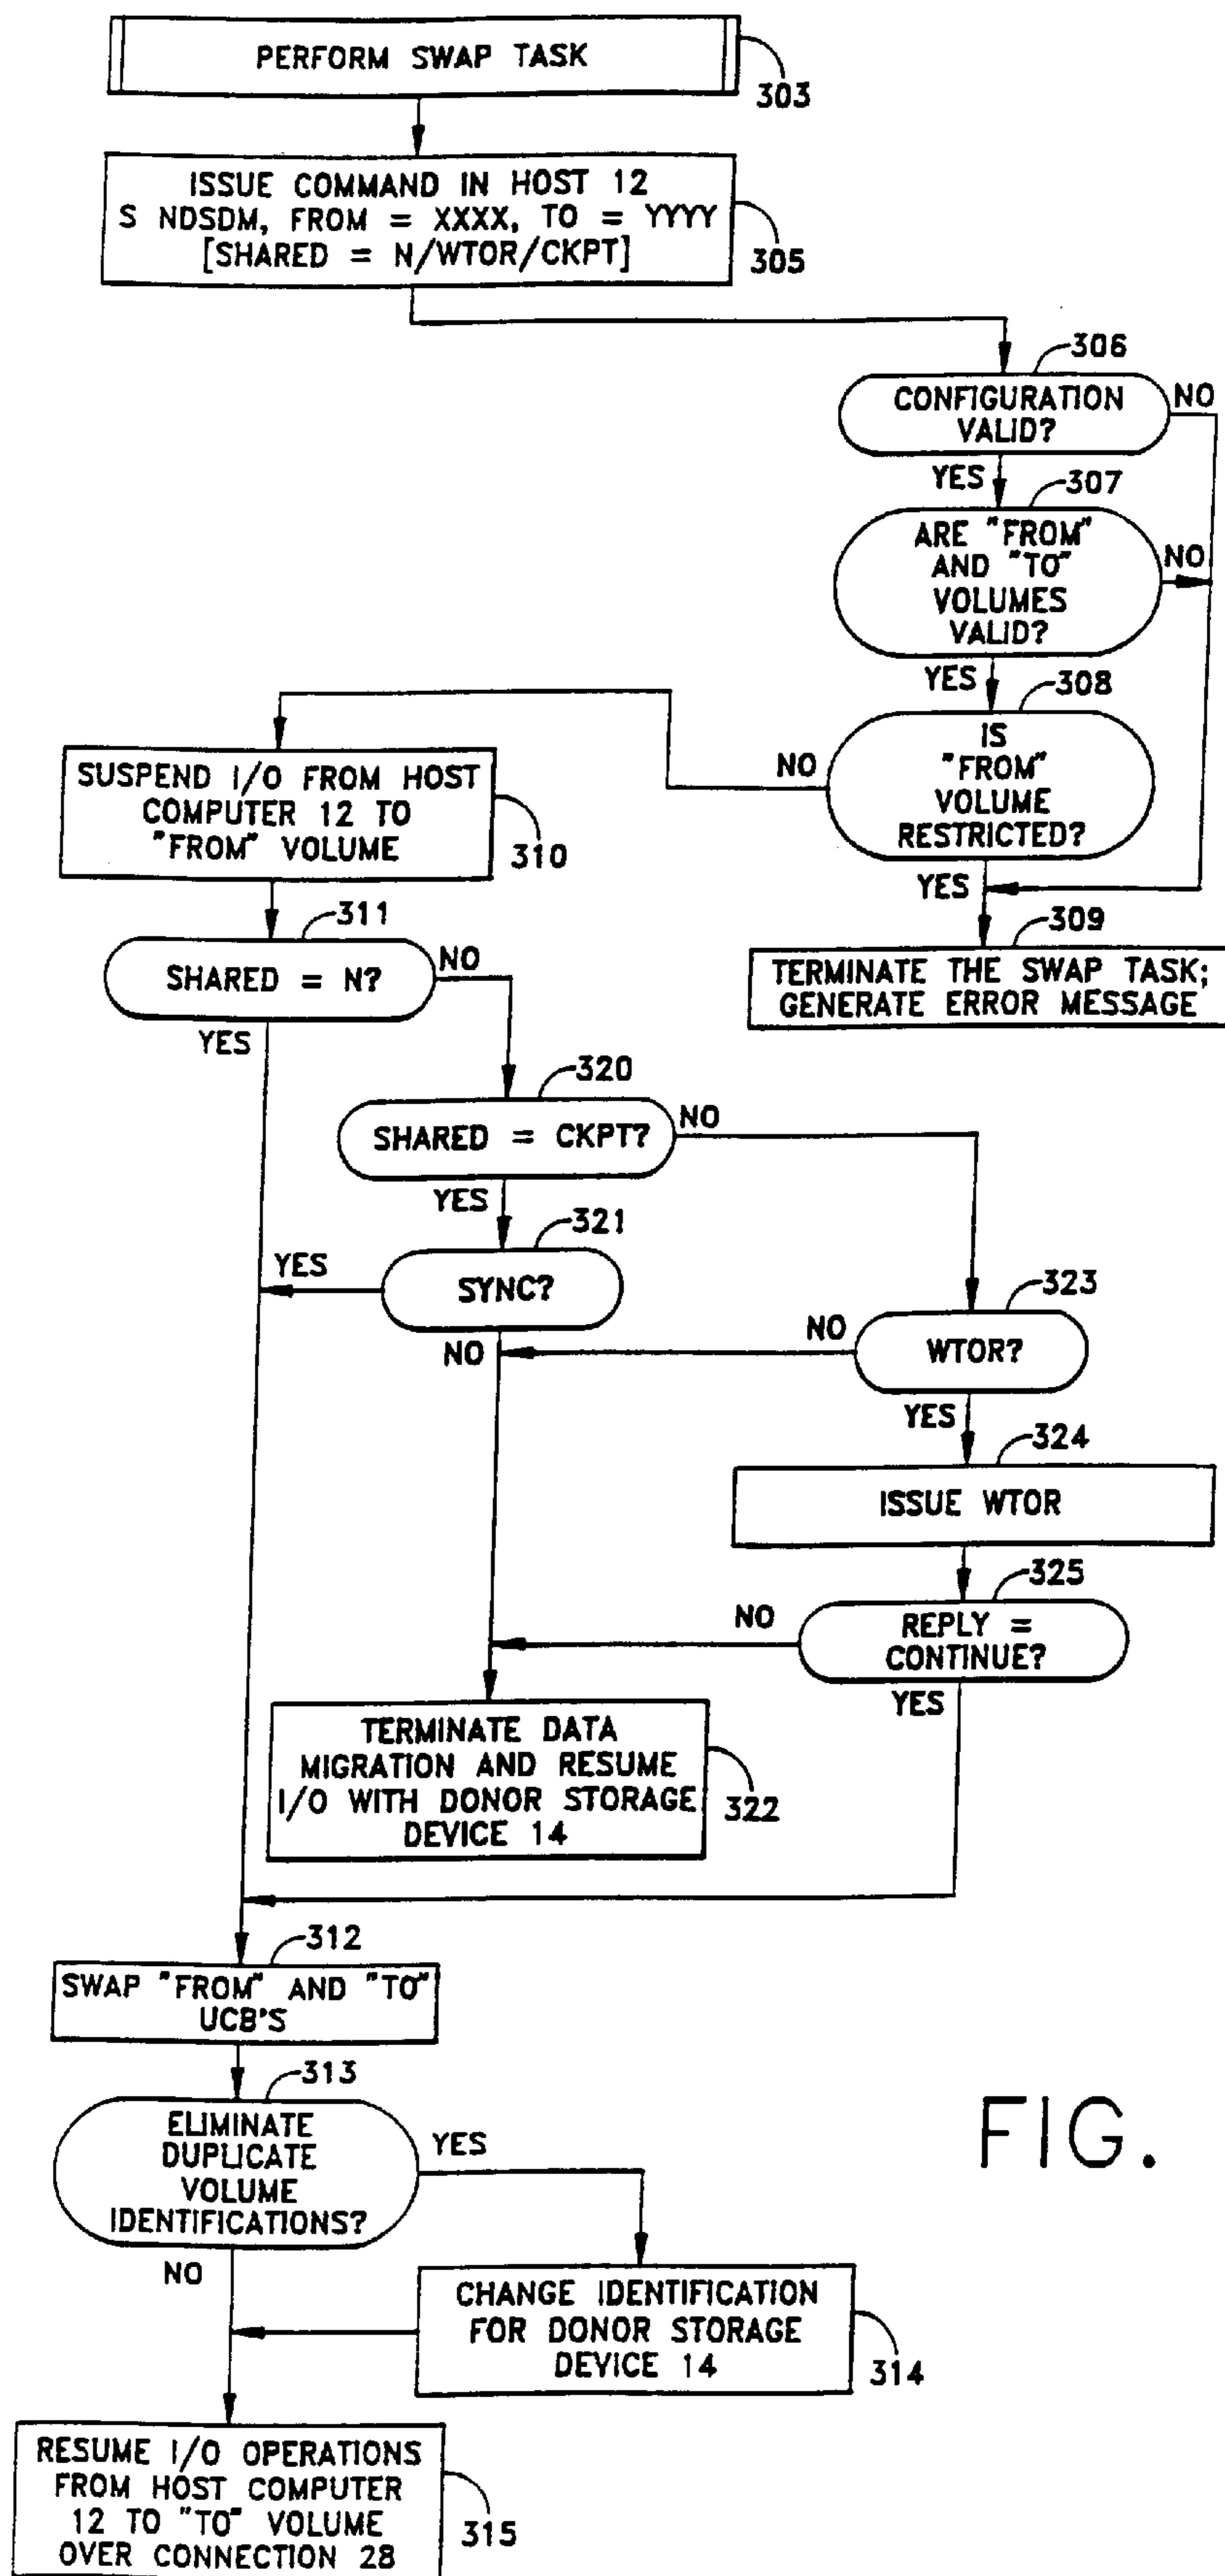 PERFORM SWAP TASK
303
ISSUE COMMAND IN HOST 12
S NDSDM, FROM = XXXX, TO = YYYY
[SHARED = N/WTOR/CKPT]
305
306
CONFIGURATION
VALID?
NO
YES
307
ARE "FROM"
AND "TO"
VOLUMES
VALID?
NO
YES
308
IS
"FROM"
VOLUME
RESTRICTED?
NO
YES
309
TERMINATE THE SWAP TASK;
GENERATE ERROR MESSAGE
SUSPEND I/O FROM HOST
COMPUTER 12 TO
"FROM" VOLUME
310
311
SHARED = N?
NO
YES
320
SHARED = CKPT?
NO
YES
321
SYNC?
YES
NO
323
WTOR?
NO
YES
324
ISSUE WTOR
325
REPLY =
CONTINUE?
NO
YES
TERMINATE DATA
MIGRATION AND RESUME
I/O WITH DONOR STORAGE
DEVICE 14
322
312
SWAP "FROM" AND "TO"
UCB'S
313
ELIMINATE
DUPLICATE
VOLUME
IDENTIFICATIONS?
YES
NO
CHANGE IDENTIFICATION
FOR DONOR STORAGE
DEVICE 14
314
RESUME I/O OPERATIONS
FROM HOST COMPUTER
12 TO "TO" VOLUME
OVER CONNECTION 28
315
FIG.